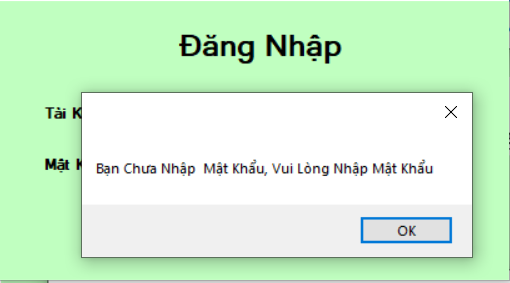 Đăng Nhập
Tài
Bạn Chưa Nhập  Mật Khẩu, Vui Lòng Nhập Mật Khẩu
Mật
OK